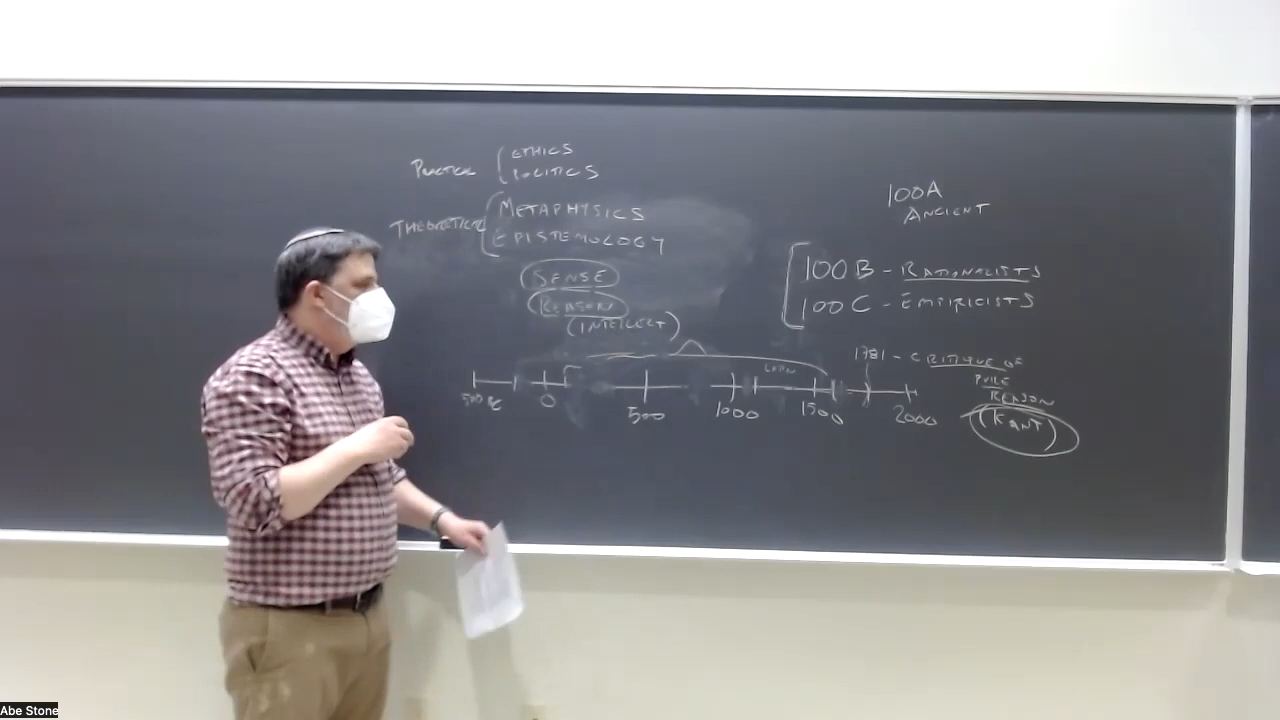 PRACTICAL ETHICS
POLITICS
THEORETICAL METAPHYSICS
EPISTEMOLOGY
SENSE
REASON
(INTELLECT)
100A
ANCIENT
100B - RATIONALISTS
100C - EMPIRICISTS
1781 - CRITIQUE OF
PURE
REASON
(KANT)
LATIN
0 500 1000 1500 2000
Abe Stone